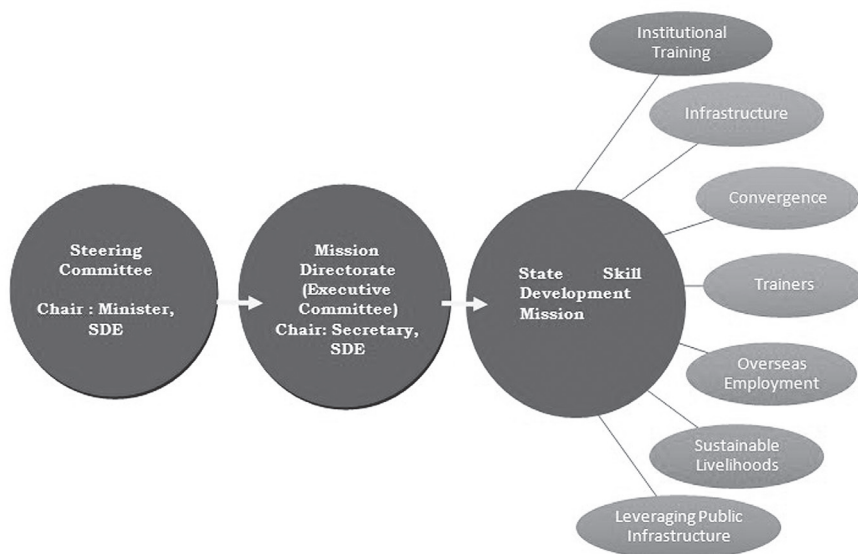 Steering
Committee
Chair : Minister,
SDE
Mission
Directorate
(Executive
Committee)
Chair: Secretary,
SDE
State Skill
Development
Mission
Institutional
Training
Infrastructure
Convergence
Trainers
Overseas
Employment
Sustainable
Livelihoods
Leveraging Public
Infrastructure